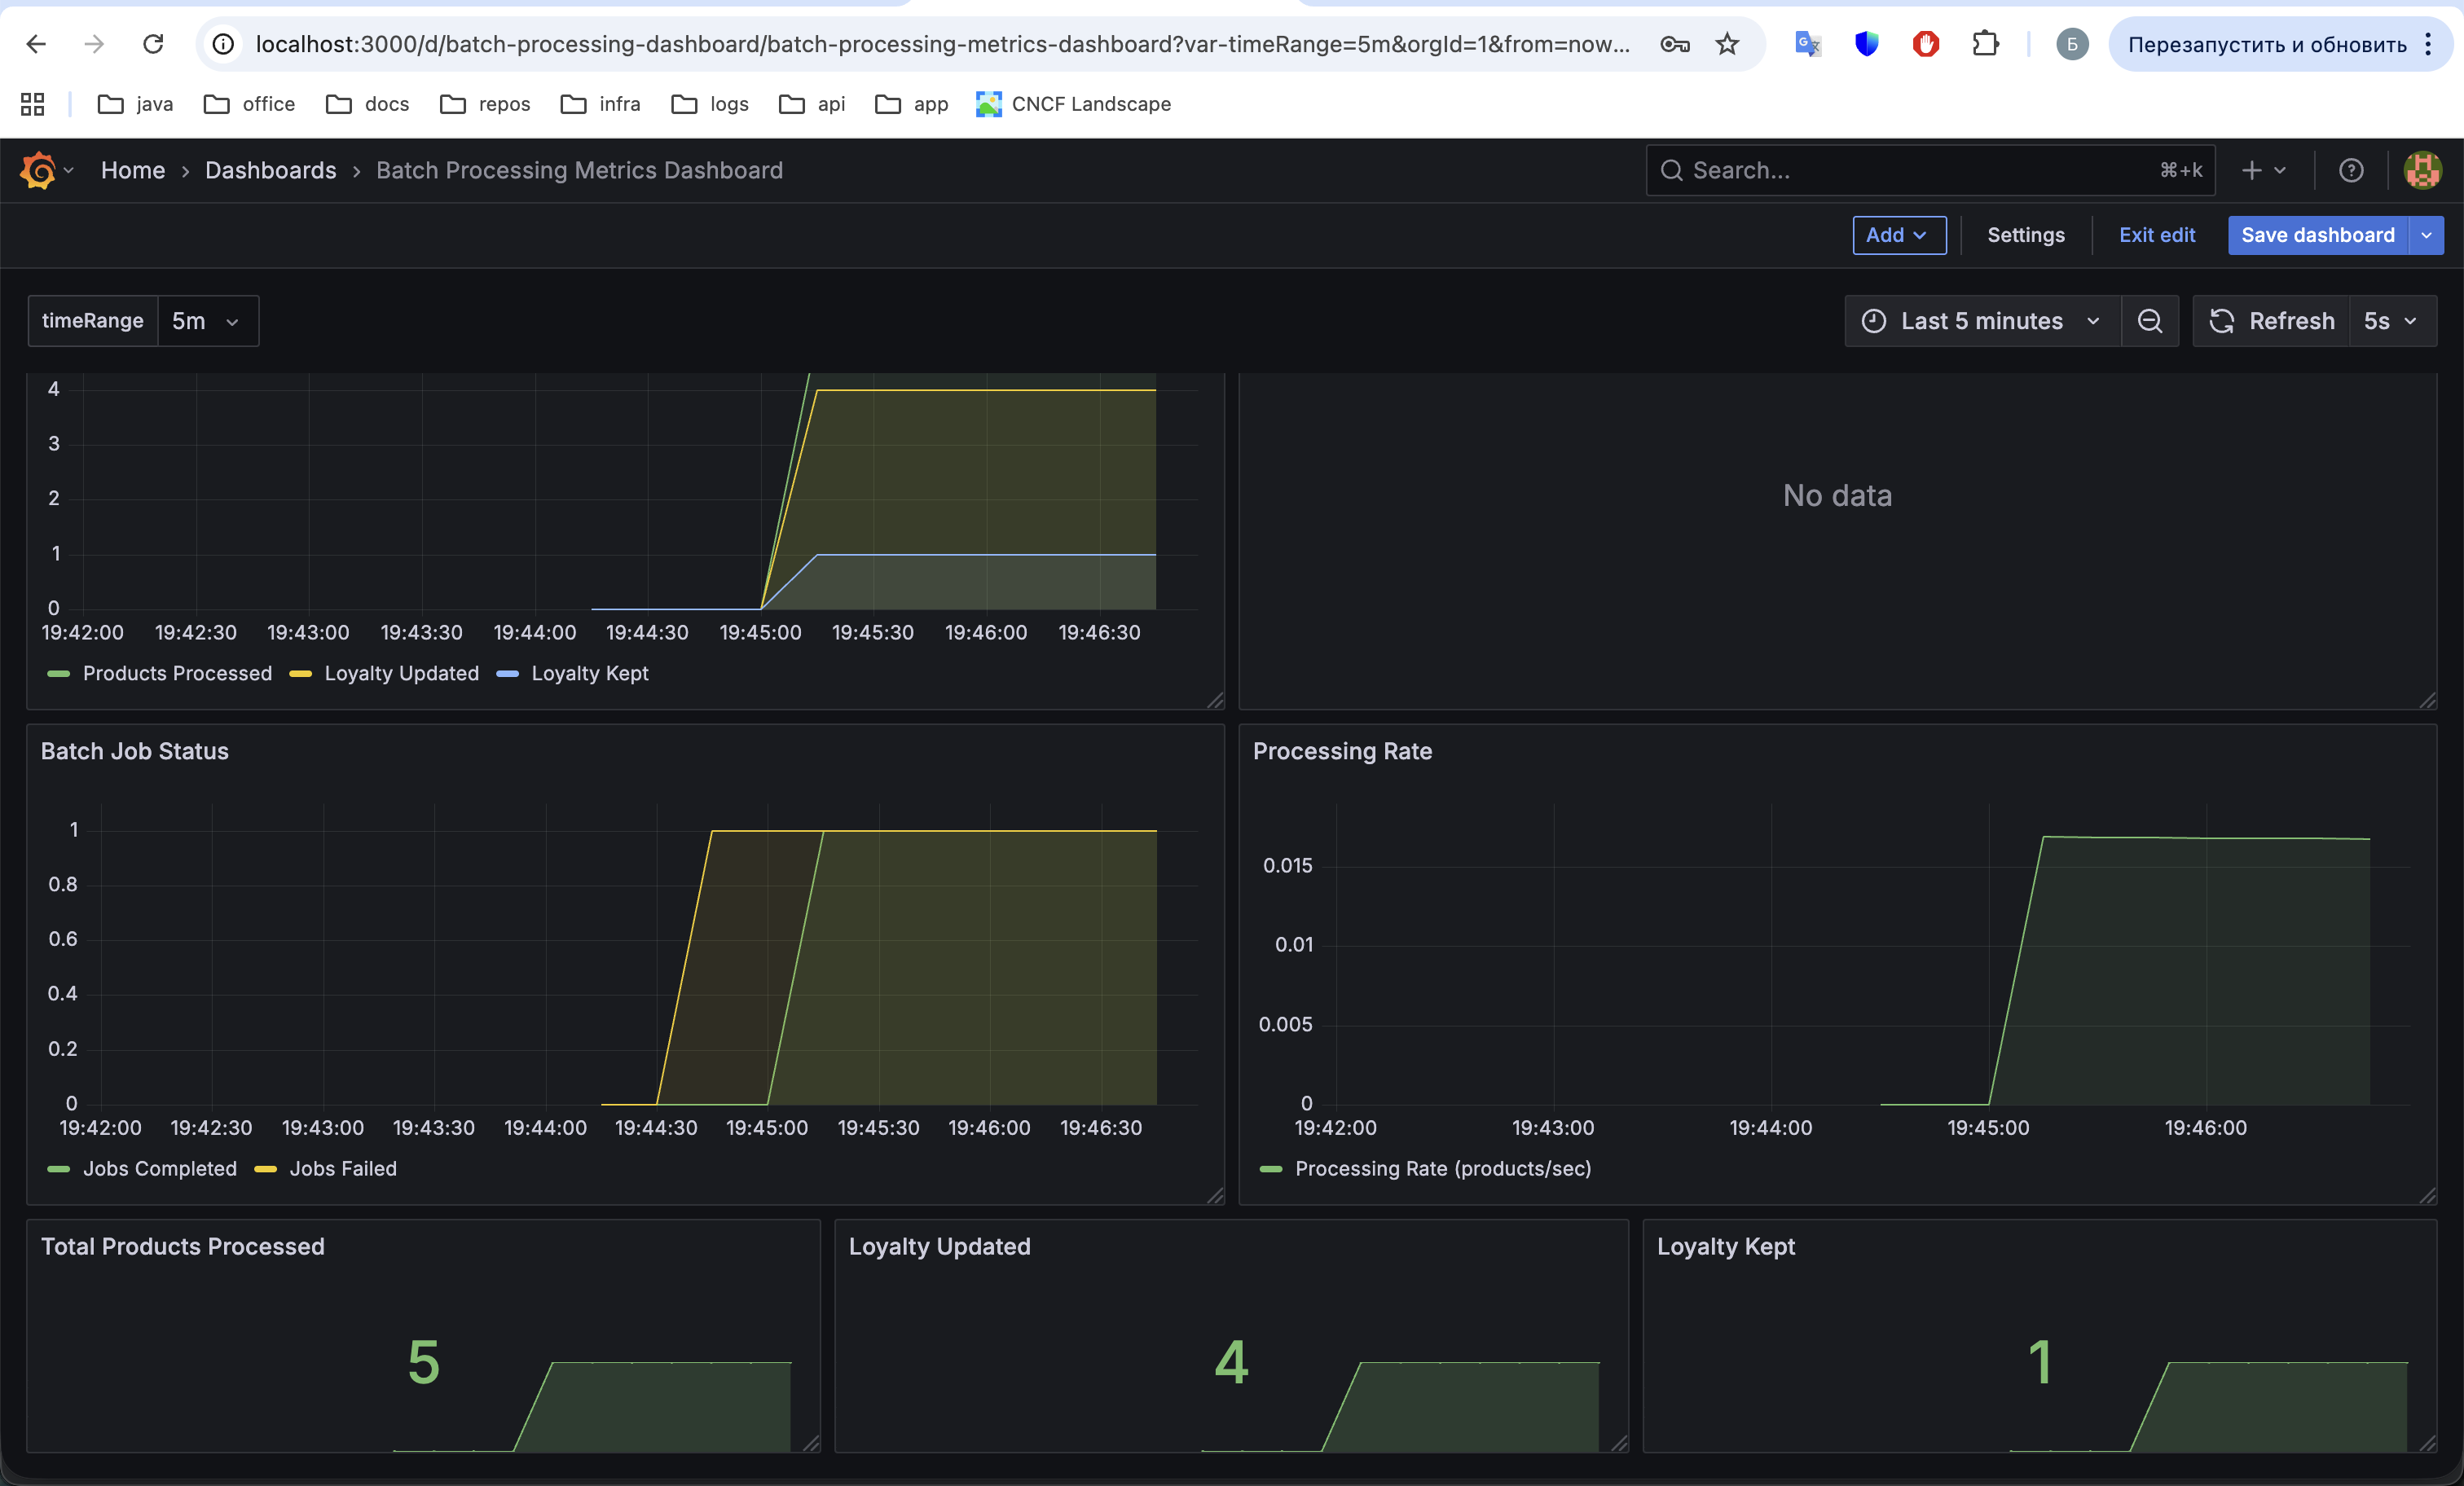 localhost:3000/d/batch-processing-dashboard/batch-processing-metrics-dashboard?var-timeRange=5m&orgId=1&from=now...
Б
Перезапустить и обновить
java
office
docs
repos
infra
logs
api
app
CNCF Landscape
Home › Dashboards › Batch Processing Metrics Dashboard
Search...
⌘+k
Add
Settings
Exit edit
Save dashboard
timeRange
5m
Last 5 minutes
Refresh
5s
4
3
2
1
0
19:42:00 19:42:30 19:43:00 19:43:30 19:44:00 19:44:30 19:45:00 19:45:30 19:46:00 19:46:30
Products Processed Loyalty Updated Loyalty Kept
No data
Batch Job Status
1
0.8
0.6
0.4
0.2
0
19:42:00 19:42:30 19:43:00 19:43:30 19:44:00 19:44:30 19:45:00 19:45:30 19:46:00 19:46:30
Jobs Completed Jobs Failed
Processing Rate
0.015
0.01
0.005
0
19:42:00 19:43:00 19:44:00 19:45:00 19:46:00
Processing Rate (products/sec)
Total Products Processed
5
Loyalty Updated
4
Loyalty Kept
1